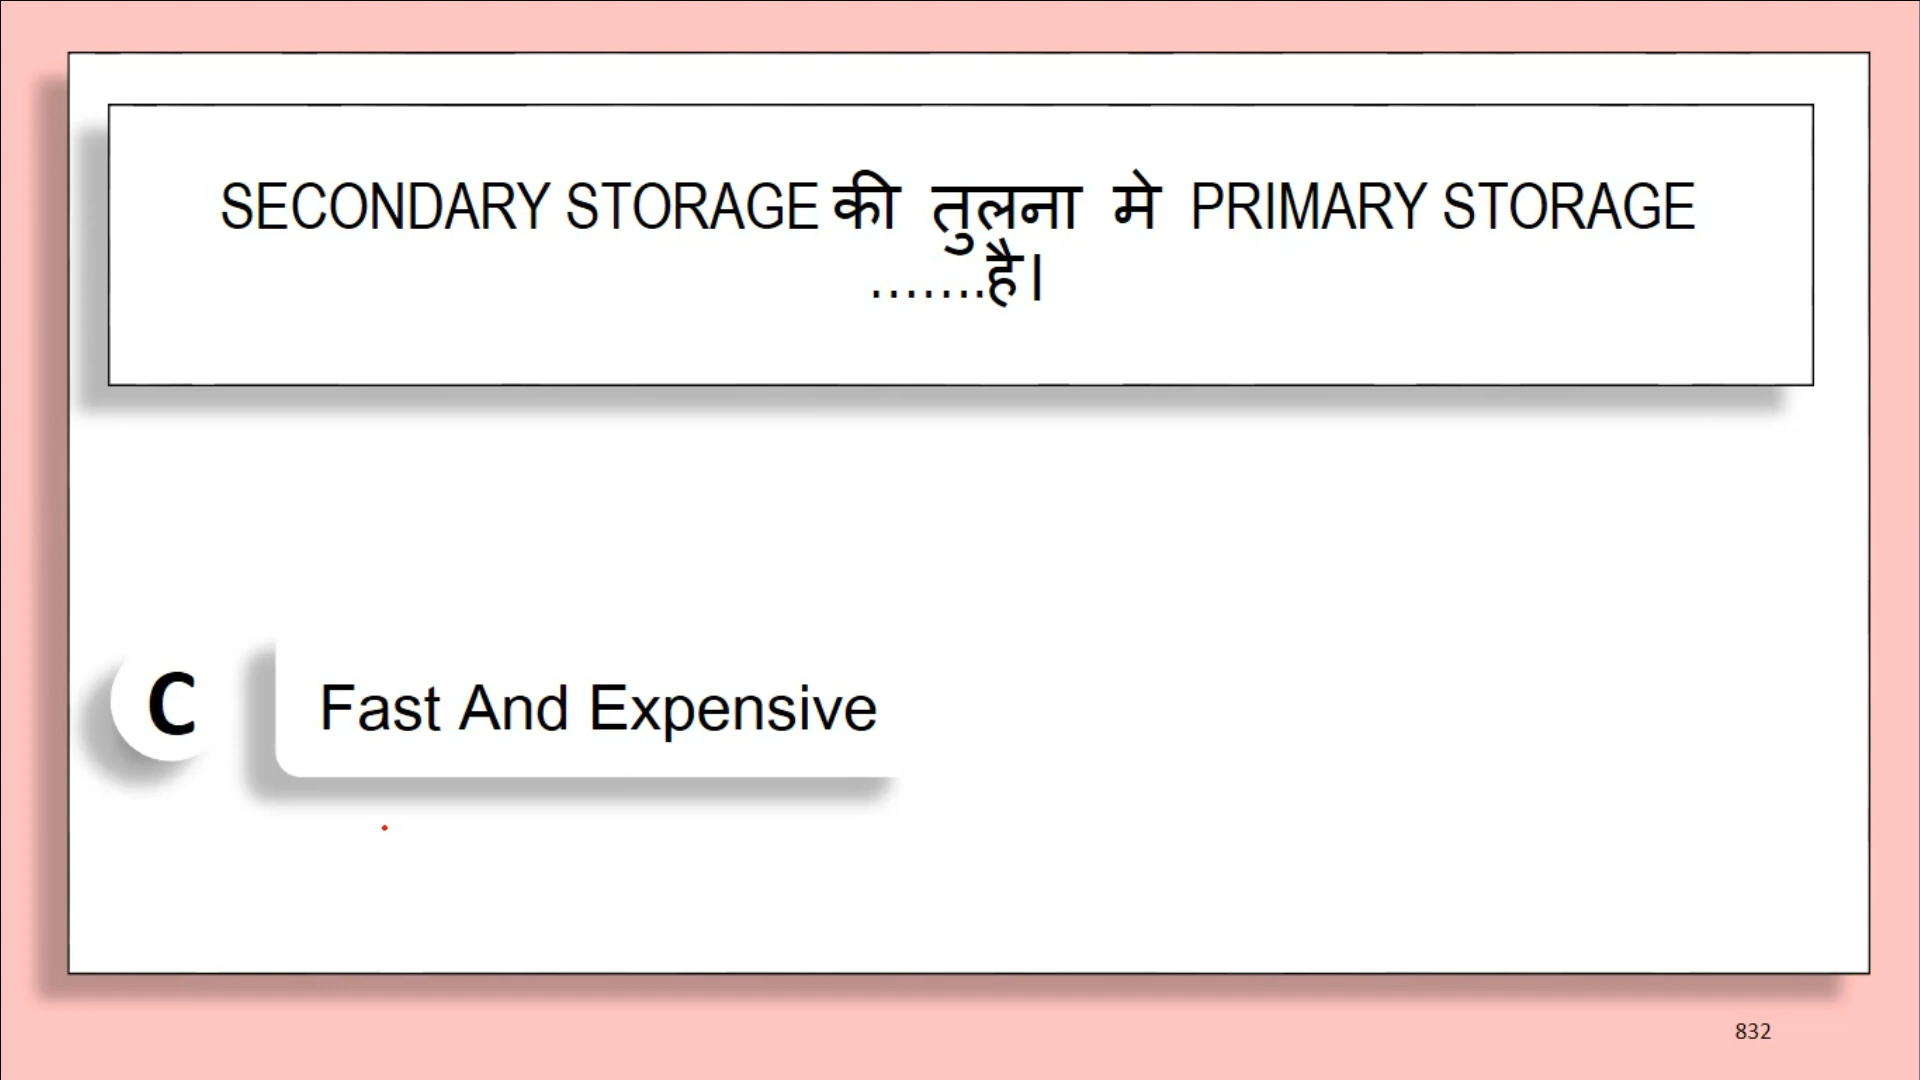 SECONDARY STORAGE की तुलना मे PRIMARY STORAGE
.......है।
C Fast And Expensive
832